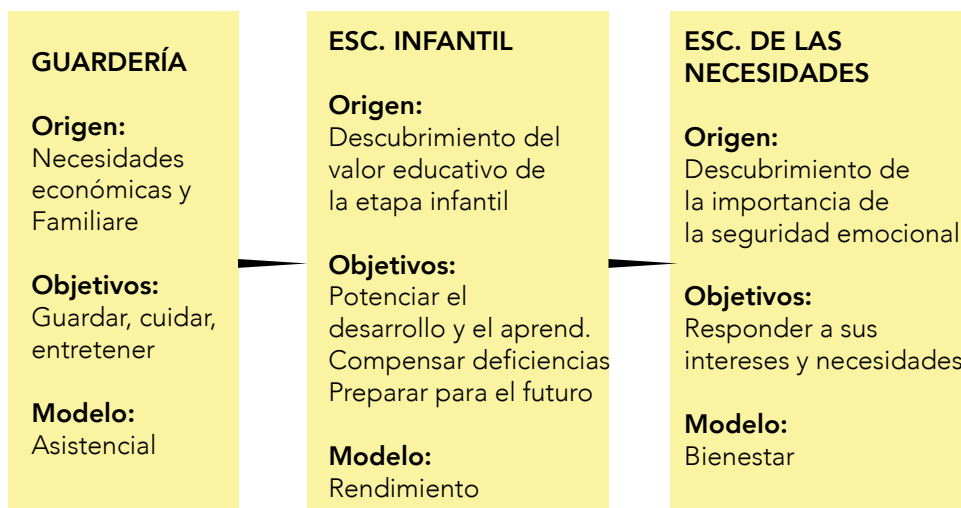 GUARDERÍA
Origen:
Necesidades
económicas y
Familiare
Objetivos:
Guardar, cuidar,
entretener
Modelo:
Asistencial
ESC. INFANTIL
Origen:
Descubrimiento del
valor educativo de
la etapa infantil
Objetivos:
Potenciar el
desarrollo y el aprend.
Compensar deficiencias
Preparar para el futuro
Modelo:
Rendimiento
ESC. DE LAS
NECESIDADES
Origen:
Descubrimiento de
la importancia de
la seguridad emocional
Objetivos:
Responder a sus
intereses y necesidades
Modelo:
Bienestar